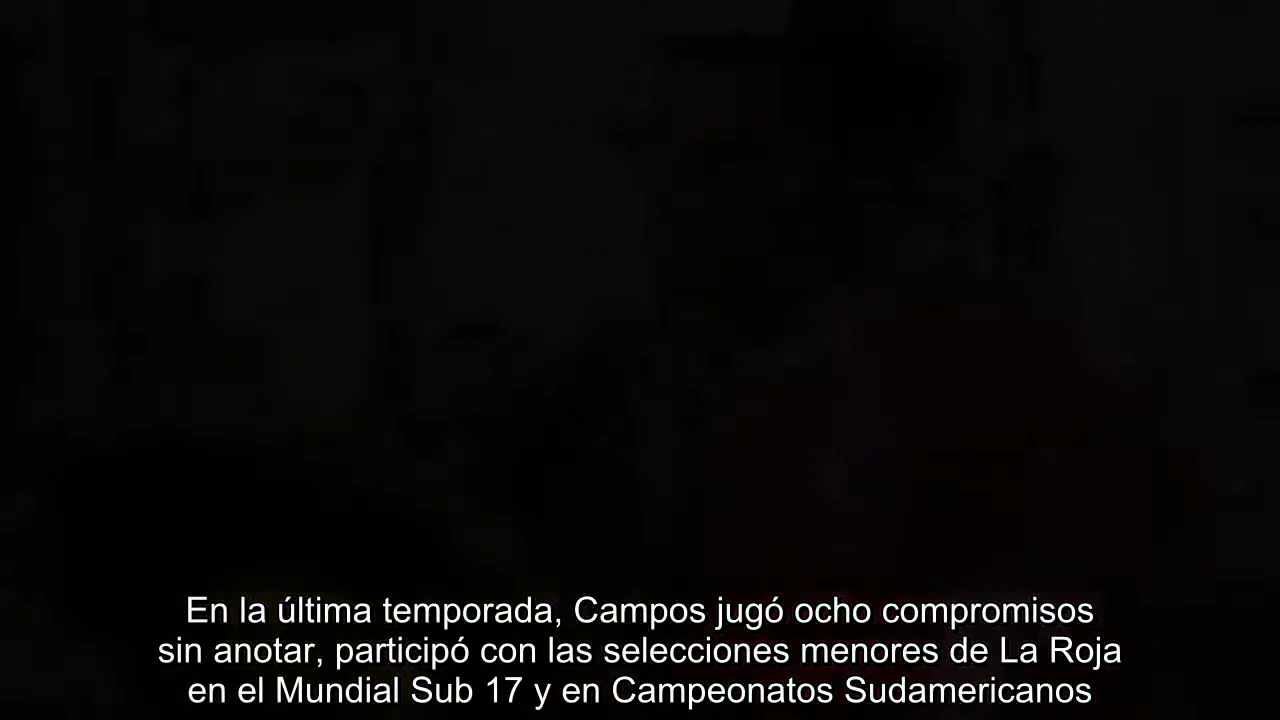 En la última temporada, Campos jugó ocho compromisos
sin anotar, participó con las selecciones menores de La Roja
en el Mundial Sub 17 y en Campeonatos Sudamericanos